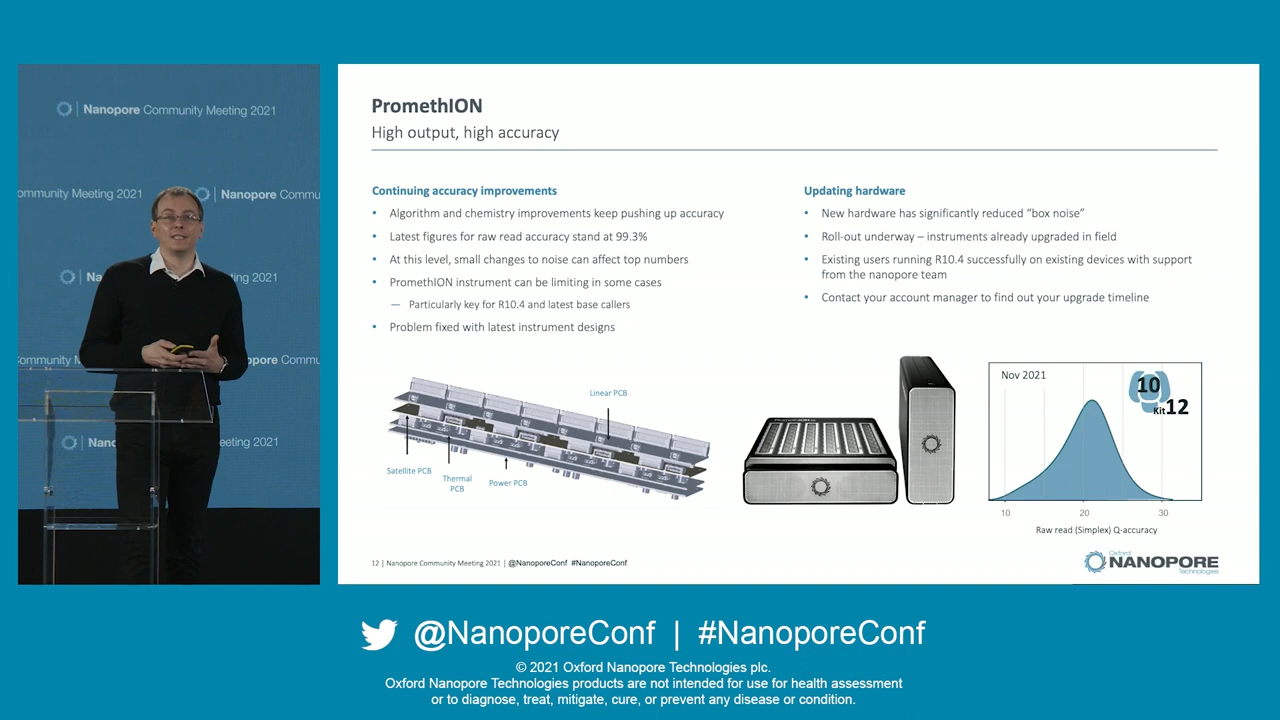 Nanopore Community Meeting 2021
ommunity Meeting 2021
Nanopore Commu
Na
ng 2021
ommunity M
opore Commu
Nanc
eeting 2021
PromethION
High output, high accuracy
Continuing accuracy improvements
• Algorithm and chemistry improvements keep pushing up accuracy
• Latest figures for raw read accuracy stand at 99.3%
• At this level, small changes to noise can affect top numbers
• PromethION instrument can be limiting in some cases
— Particularly key for R10.4 and latest base callers
• Problem fixed with latest instrument designs
Updating hardware
• New hardware has significantly reduced “box noise”
• Roll-out underway – instruments already upgraded in field
• Existing users running R10.4 successfully on existing devices with support
from the nanopore team
• Contact your account manager to find out your upgrade timeline
Linear PCB
Satellite PCB
Thermal
PCB
Power PCB
Nov 2021
10
Kit12
10 20 30
Raw read (Simplex) Q-accuracy
12 | Nanopore Community Meeting 2021 | @NanoporeConf #NanoporeConf
Oxford
NANOPORE
Technologies
@NanoporeConf | #NanoporeConf
© 2021 Oxford Nanopore Technologies plc.
Oxford Nanopore Technologies products are not intended for use for health assessment
or to diagnose, treat, mitigate, cure, or prevent any disease or condition.